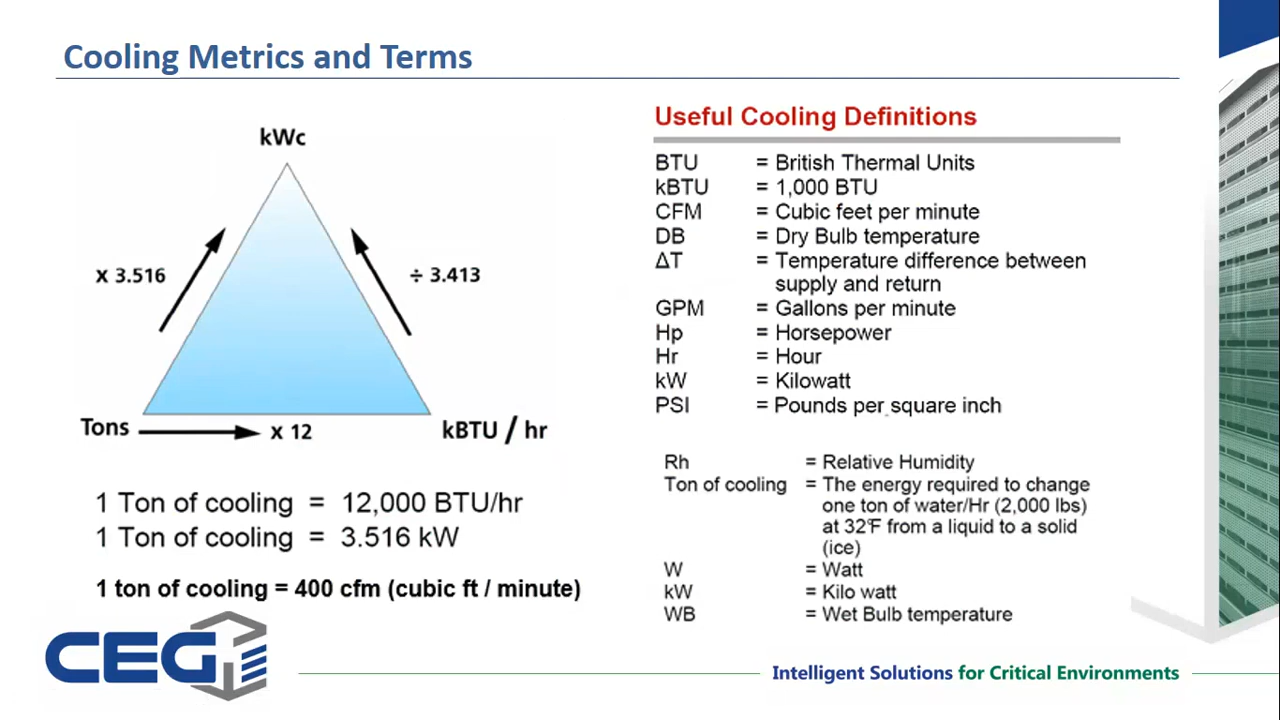 Cooling Metrics and Terms
kWc
x 3.516
÷ 3.413
Tons
x 12
kBTU / hr
1 Ton of cooling = 12,000 BTU/hr
1 Ton of cooling = 3.516 kW
1 ton of cooling = 400 cfm (cubic ft / minute)
Useful Cooling Definitions
BTU = British Thermal Units
kBTU = 1,000 BTU
CFM = Cubic feet per minute
DB = Dry Bulb temperature
ΔT = Temperature difference between
supply and return
GPM = Gallons per minute
Hp = Horsepower
Hr = Hour
kW = Kilowatt
PSI = Pounds per square inch
Rh = Relative Humidity
Ton of cooling = The energy required to change
one ton of water/Hr (2,000 lbs)
at 32°F from a liquid to a solid
(ice)
W = Watt
kW = Kilo watt
WB = Wet Bulb temperature
CEG
Intelligent Solutions for Critical Environments